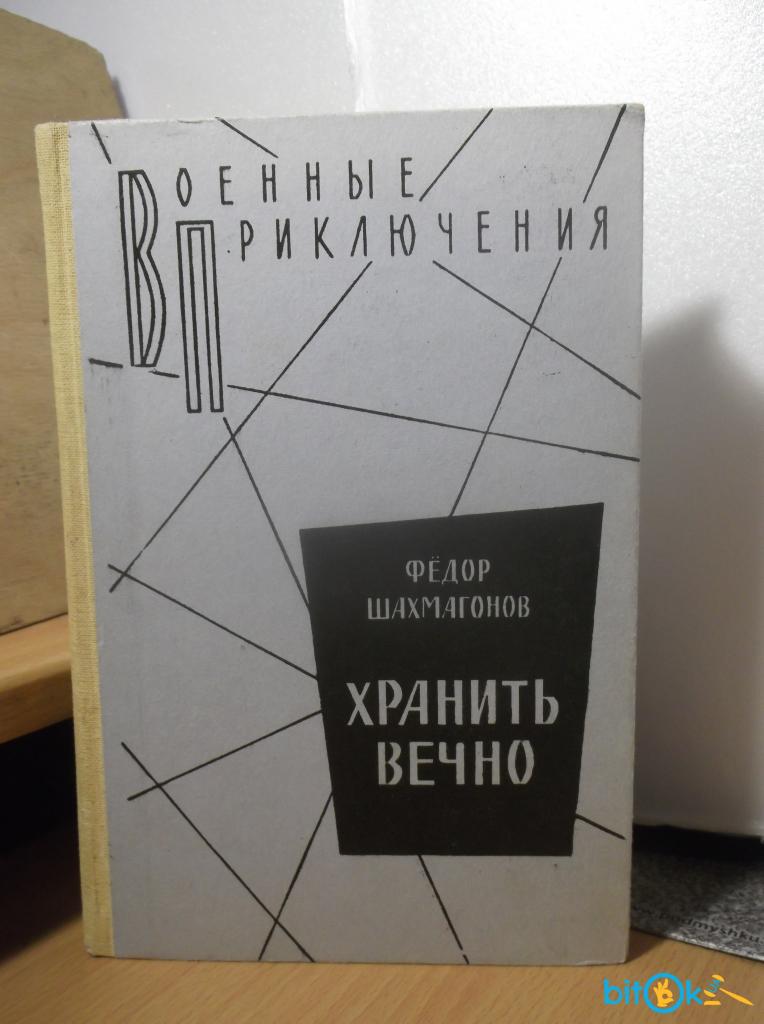 ВОЕННЫЕ
ПРИКЛЮЧЕНИЯ
ФЁДОР
ШАХМАГОНОВ
ХРАНИТЬ
ВЕЧНО
bitOk